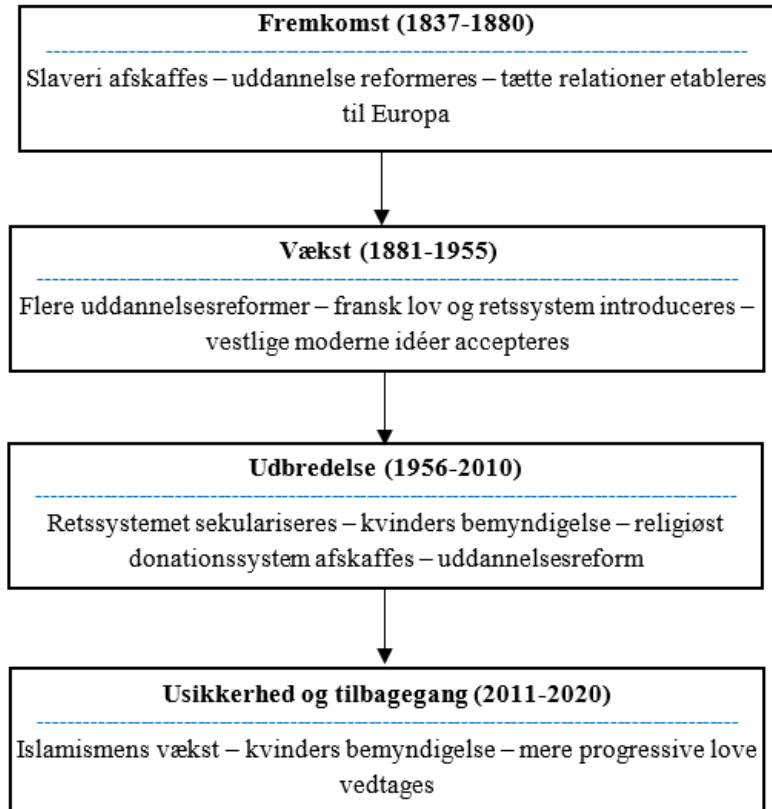 Fremkomst (1837-1880)
Slaveri afskaffes – uddannelse reformeres – tætte relationer etableres
til Europa
Vækst (1881-1955)
Flere uddannelsesreformer – fransk lov og retssystem introduceres –
vestlige moderne idéer accepteres
Udbredelse (1956-2010)
Retssystemet sekulariseres – kvinders bemyndigelse – religiøst
donationssystem afskaffes – uddannelsesreform
Usikkerhed og tilbagegang (2011-2020)
Islamismens vækst – kvinders bemyndigelse – mere progressive love
vedtages